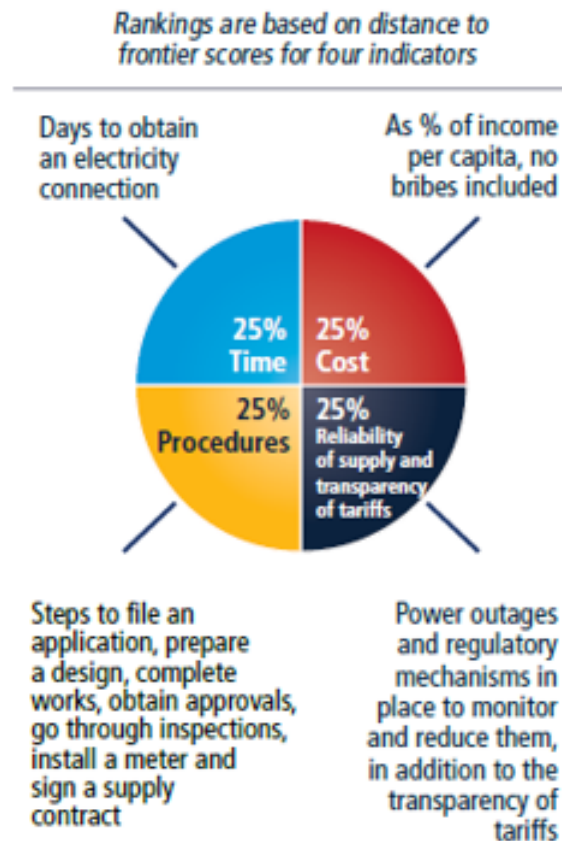 Rankings are based on distance to
frontier scores for four indicators
Days to obtain
an electricity
connection
As % of income
per capita, no
bribes included
25%
Time
25%
Cost
25%
Procedures
25%
Reliability
of supply and
transparency
of tariffs
Steps to file an
application, prepare
a design, complete
works, obtain approvals,
go through inspections,
install a meter and
sign a supply
contract
Power outages
and regulatory
mechanisms in
place to monitor
and reduce them,
in addition to the
transparency of
tariffs